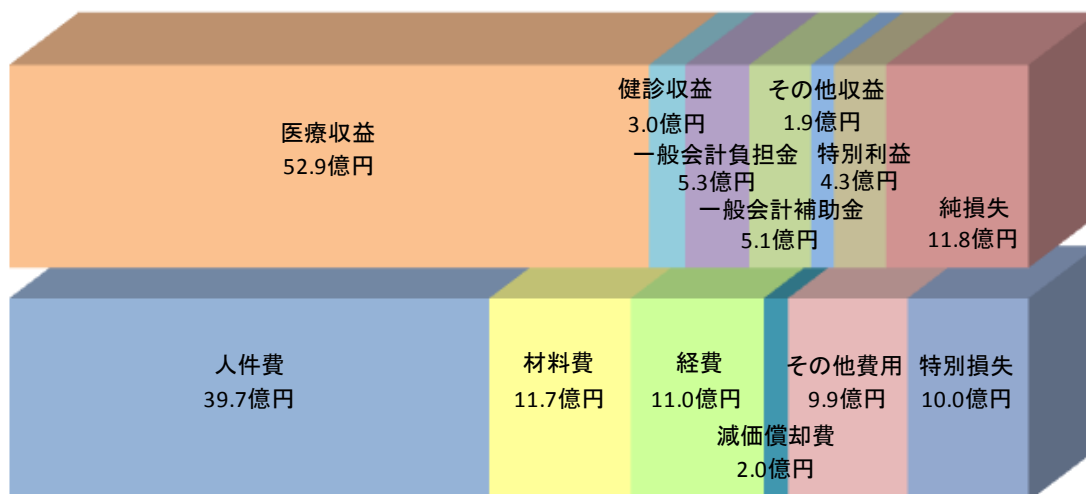 医療収益
52.9億円
健診収益
3.0億円
一般会計負担金
5.3億円
一般会計補助金
5.1億円
その他収益
1.9億円
特別利益
4.3億円
純損失
11.8億円
人件費
39.7億円
材料費
11.7億円
経費
11.0億円
減価償却費
2.0億円
その他費用
9.9億円
特別損失
10.0億円